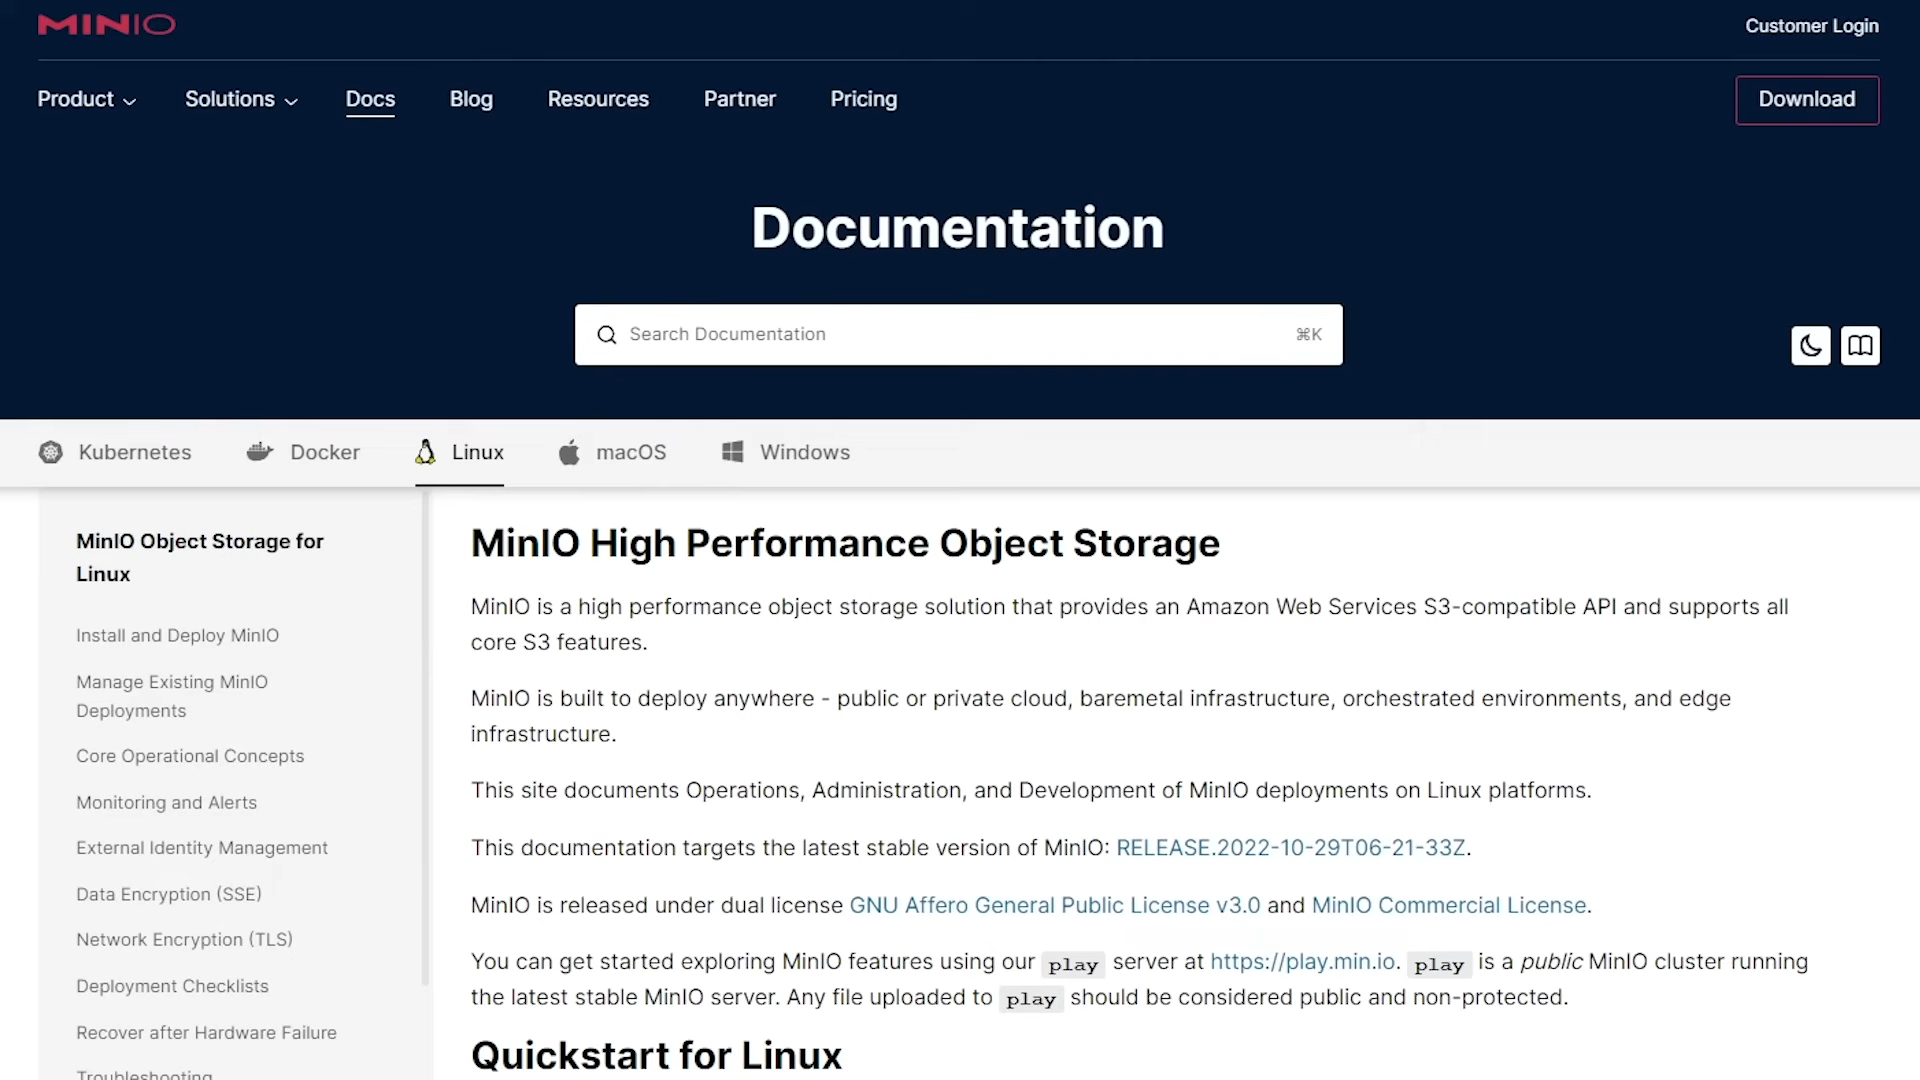 MINIO
Customer Login
Product
Solutions
Docs
Blog
Resources
Partner
Pricing
Download
Documentation
Search Documentation
⌘K
Kubernetes
Docker
Linux
macOS
Windows
MinIO Object Storage for
Linux
Install and Deploy MinIO
Manage Existing MinIO
Deployments
Core Operational Concepts
Monitoring and Alerts
External Identity Management
Data Encryption (SSE)
Network Encryption (TLS)
Deployment Checklists
Recover after Hardware Failure
Troubleshooting
MinIO High Performance Object Storage
MinIO is a high performance object storage solution that provides an Amazon Web Services S3-compatible API and supports all
core S3 features.
MinIO is built to deploy anywhere - public or private cloud, baremetal infrastructure, orchestrated environments, and edge
infrastructure.
This site documents Operations, Administration, and Development of MinIO deployments on Linux platforms.
This documentation targets the latest stable version of MinIO: RELEASE.2022-10-29T06-21-33Z.
MinIO is released under dual license GNU Affero General Public License v3.0 and MinIO Commercial License.
You can get started exploring MinIO features using our play server at https://play.min.io. play is a public MinIO cluster running
the latest stable MinIO server. Any file uploaded to play should be considered public and non-protected.
Quickstart for Linux